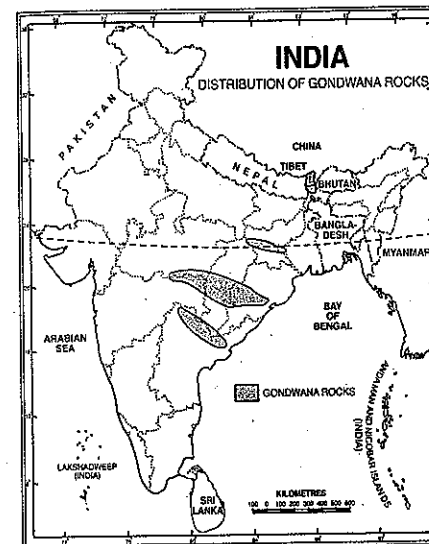 INDIA
DISTRIBUTION OF GONDWANA ROCKS
PAKISTAN
CHINA
TIBET
NEPAL
BHUTAN
BANGLA-
DESH
MYANMAR
ARABIAN
SEA
BAY
OF
BENGAL
GONDWANA ROCKS
ANDAMAN AND NICOBAR ISLANDS
(INDIA)
LAKSHADWEEP
(INDIA)
SRI
LANKA
KILOMETRES